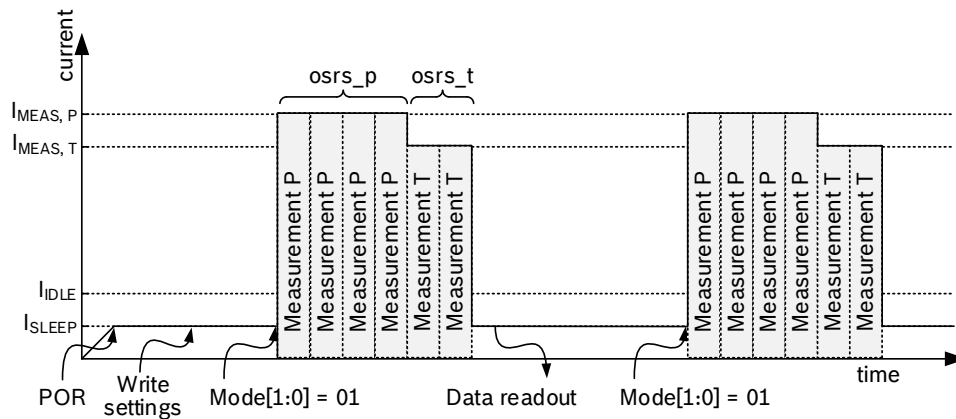 current
osrs_p
osrs_t
I_MEAS, P
I_MEAS, T
Measurement P
Measurement P
Measurement P
Measurement P
Measurement T
Measurement T
Measurement P
Measurement P
Measurement P
Measurement P
Measurement T
Measurement T
I_IDLE
I_SLEEP
time
POR
Write
settings
Mode[1:0] = 01
Data readout
Mode[1:0] = 01